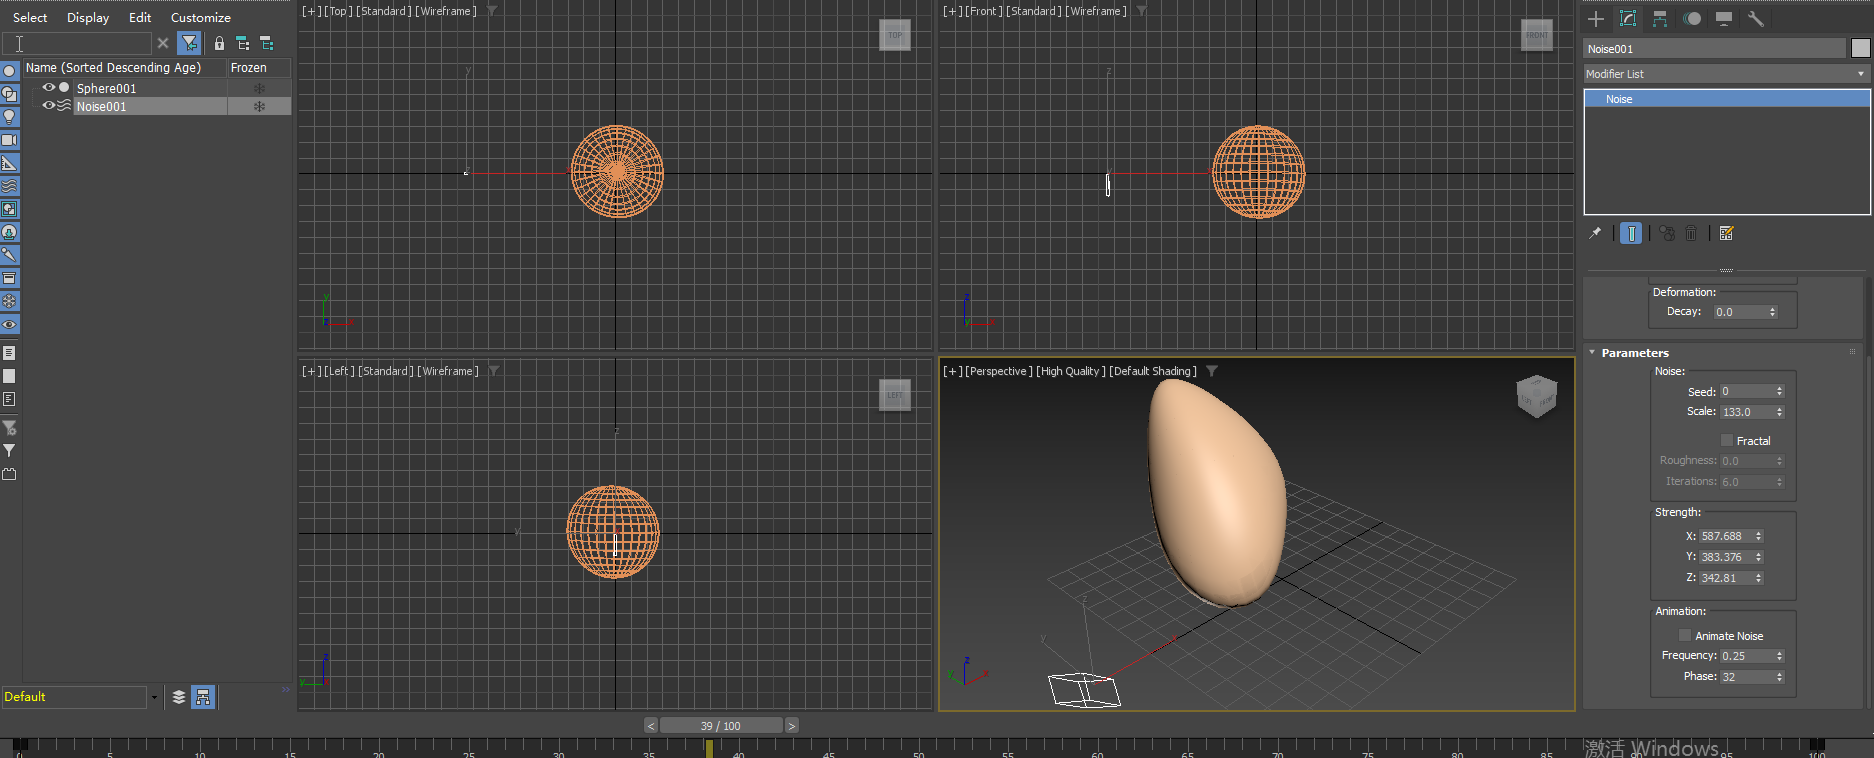 Select Display Edit Customize
Name (Sorted Descending Age) Frozen
Sphere001
Noise001
Default
[+] [Top] [Standard] [Wireframe]
TOP
y
z
y
z x
[+] [Front] [Standard] [Wireframe]
FRONT
z
z
y x
[+] [Left] [Standard] [Wireframe]
LEFT
z
y
z
y
[+] [Perspective] [High Quality] [Default Shading]
LEFT FRONT
z
y
x
z
y x
< 39 / 100 >
0 5 10 15 20 25 30 35 40 45 50 55 60 65 70 75 80 85 90 95 100
Noise001
Modifier List
Noise
Deformation:
Decay: 0.0
Parameters
Noise:
Seed: 0
Scale: 133.0
Fractal
Roughness: 0.0
Iterations: 6.0
Strength:
X: 587.688
Y: 383.376
Z: 342.81
Animation:
Animate Noise
Frequency: 0.25
Phase: 32
激活 Windows